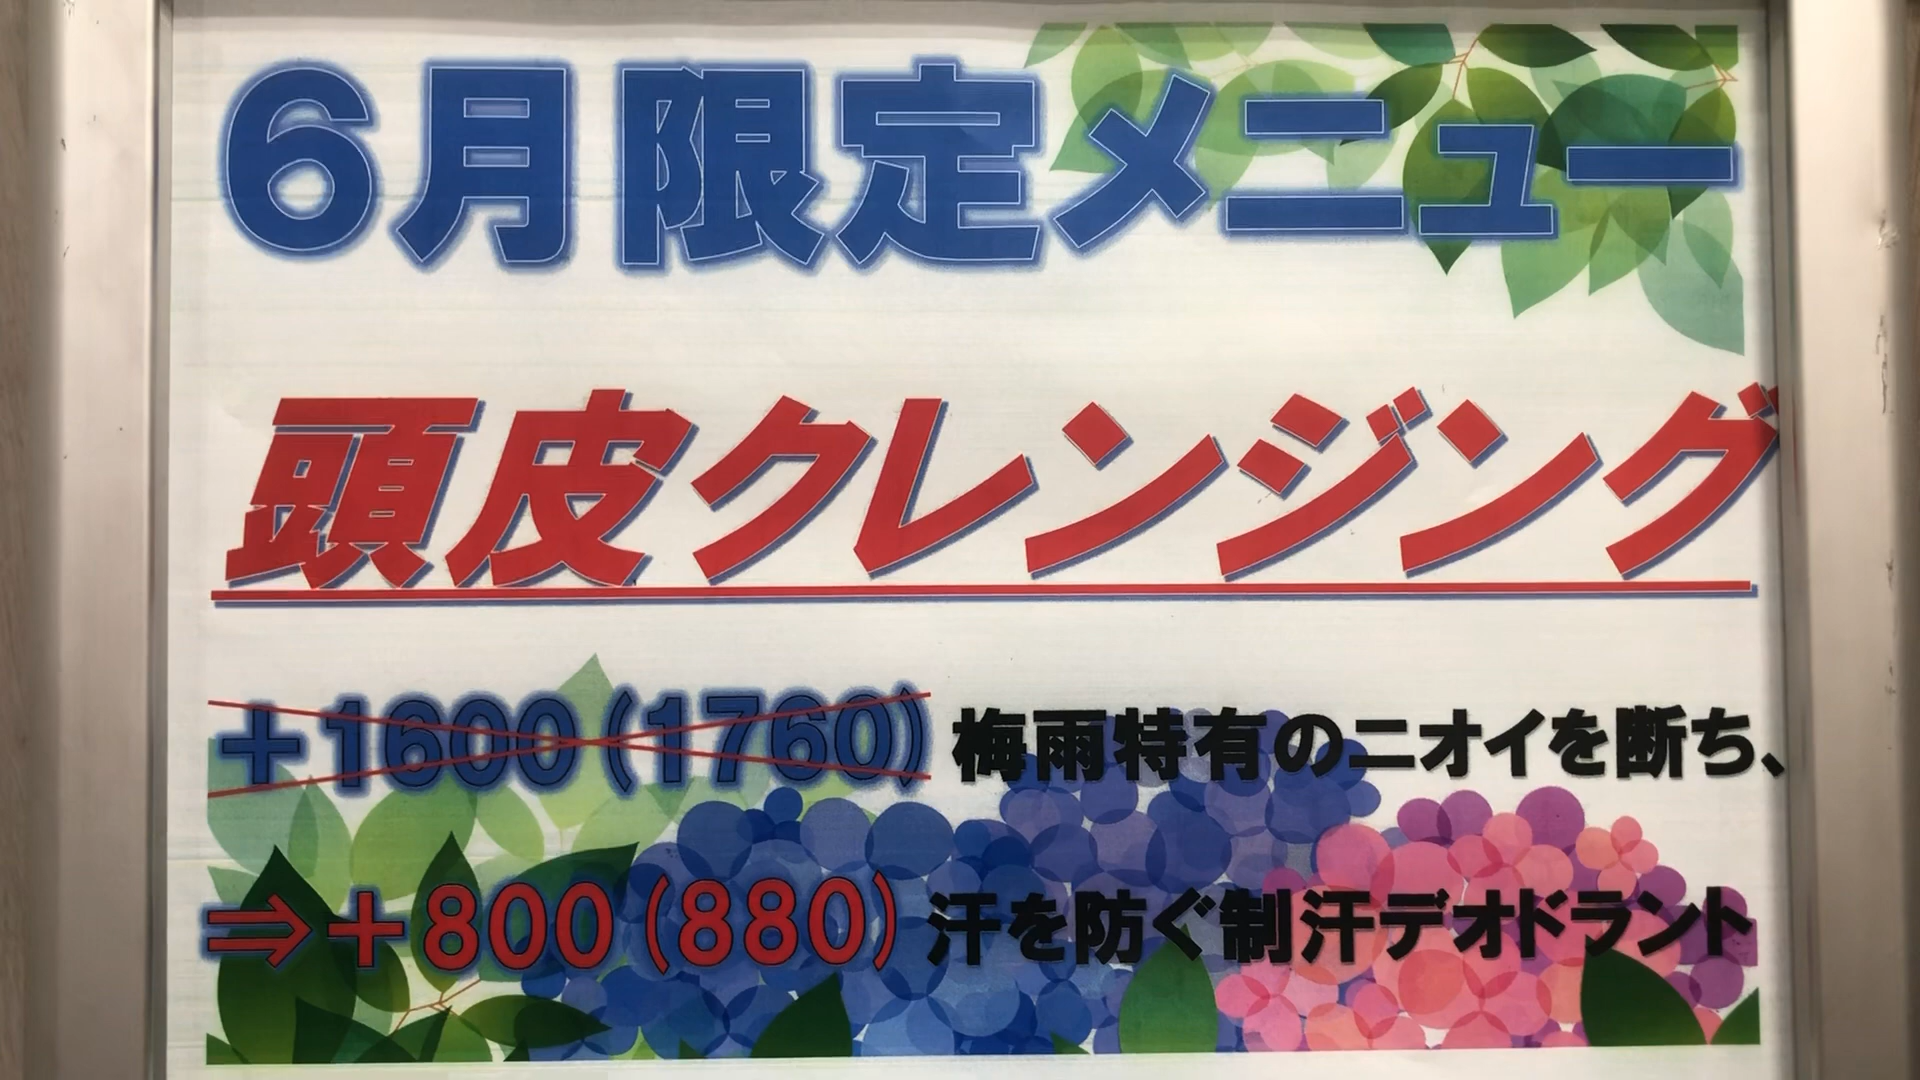 6月限定メニュー
頭皮クレンジング
+1600(1760) 梅雨特有のニオイを断ち、
⇒+800(880) 汗を防ぐ制汗デオドラント